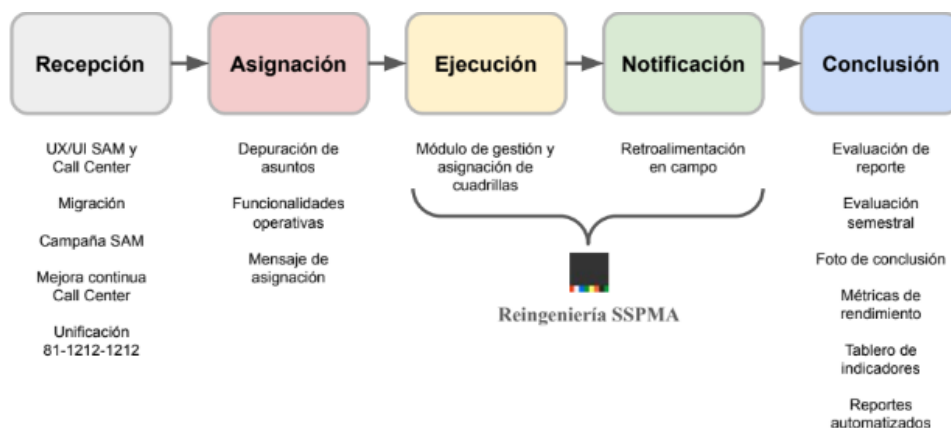 Recepción
Asignación
Ejecución
Notificación
Conclusión
UX/UI SAM y
Call Center
Migración
Campaña SAM
Mejora continua
Call Center
Unificación
81-1212-1212
Depuración de
asuntos
Funcionalidades
operativas
Mensaje de
asignación
Módulo de gestión y
asignación de
cuadrillas
Retroalimentación
en campo
Reingeniería SSPMA
Evaluación de
reporte
Evaluación
semestral
Foto de conclusión
Métricas de
rendimiento
Tablero de
indicadores
Reportes
automatizados